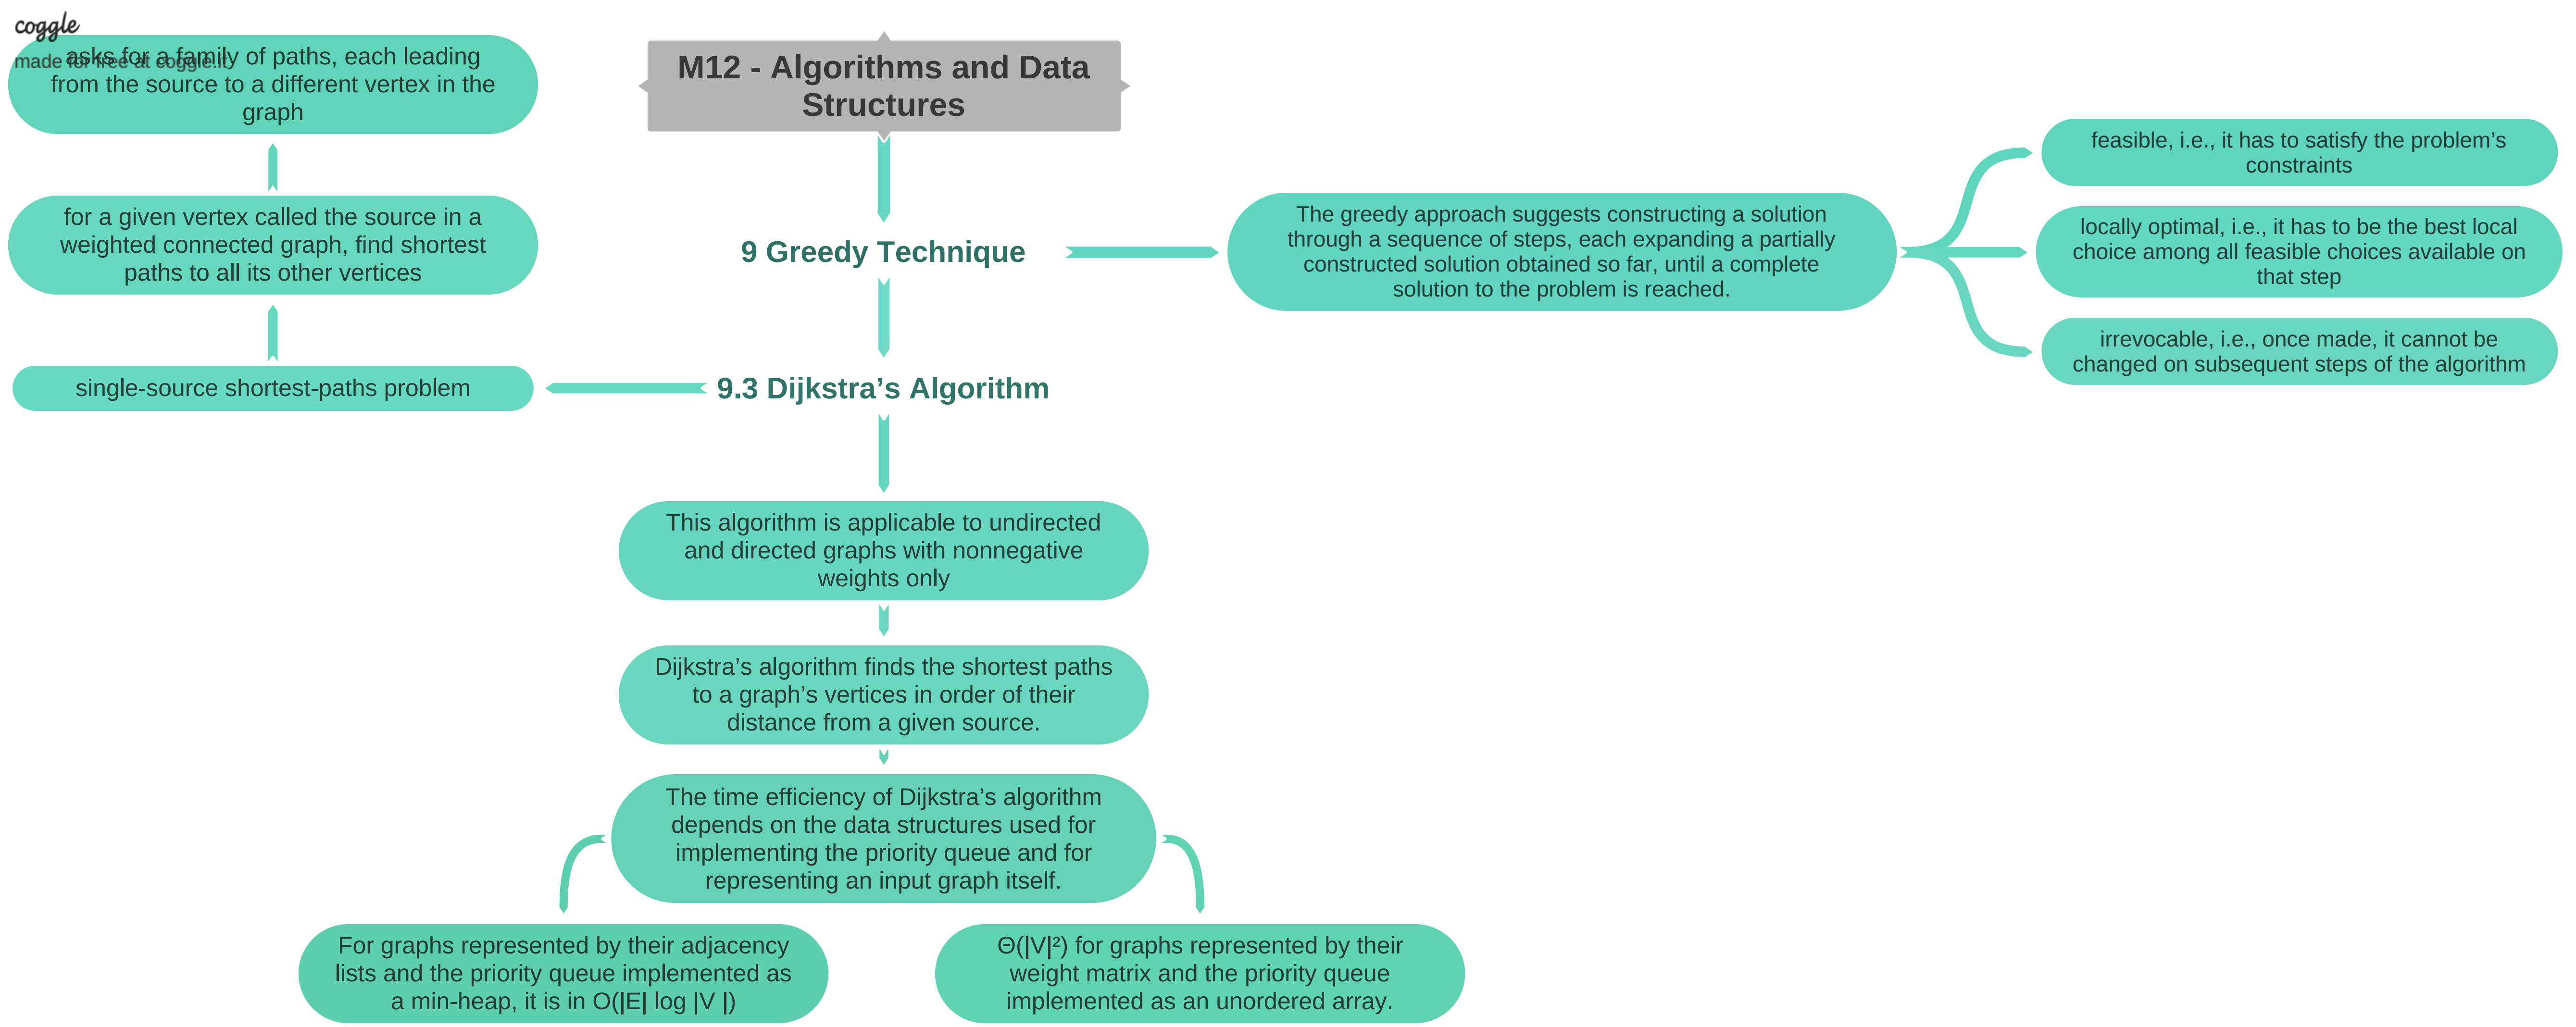 coggle
made for free at coggle.it
asks for a family of paths, each leading
from the source to a different vertex in the
graph
for a given vertex called the source in a
weighted connected graph, find shortest
paths to all its other vertices
single-source shortest-paths problem
M12 - Algorithms and Data
Structures
9 Greedy Technique
9.3 Dijkstra’s Algorithm
The greedy approach suggests constructing a solution
through a sequence of steps, each expanding a partially
constructed solution obtained so far, until a complete
solution to the problem is reached.
feasible, i.e., it has to satisfy the problem’s
constraints
locally optimal, i.e., it has to be the best local
choice among all feasible choices available on
that step
irrevocable, i.e., once made, it cannot be
changed on subsequent steps of the algorithm
This algorithm is applicable to undirected
and directed graphs with nonnegative
weights only
Dijkstra’s algorithm finds the shortest paths
to a graph’s vertices in order of their
distance from a given source.
The time efficiency of Dijkstra’s algorithm
depends on the data structures used for
implementing the priority queue and for
representing an input graph itself.
For graphs represented by their adjacency
lists and the priority queue implemented as
a min-heap, it is in O(|E| log |V |)
Θ(|V|²) for graphs represented by their
weight matrix and the priority queue
implemented as an unordered array.